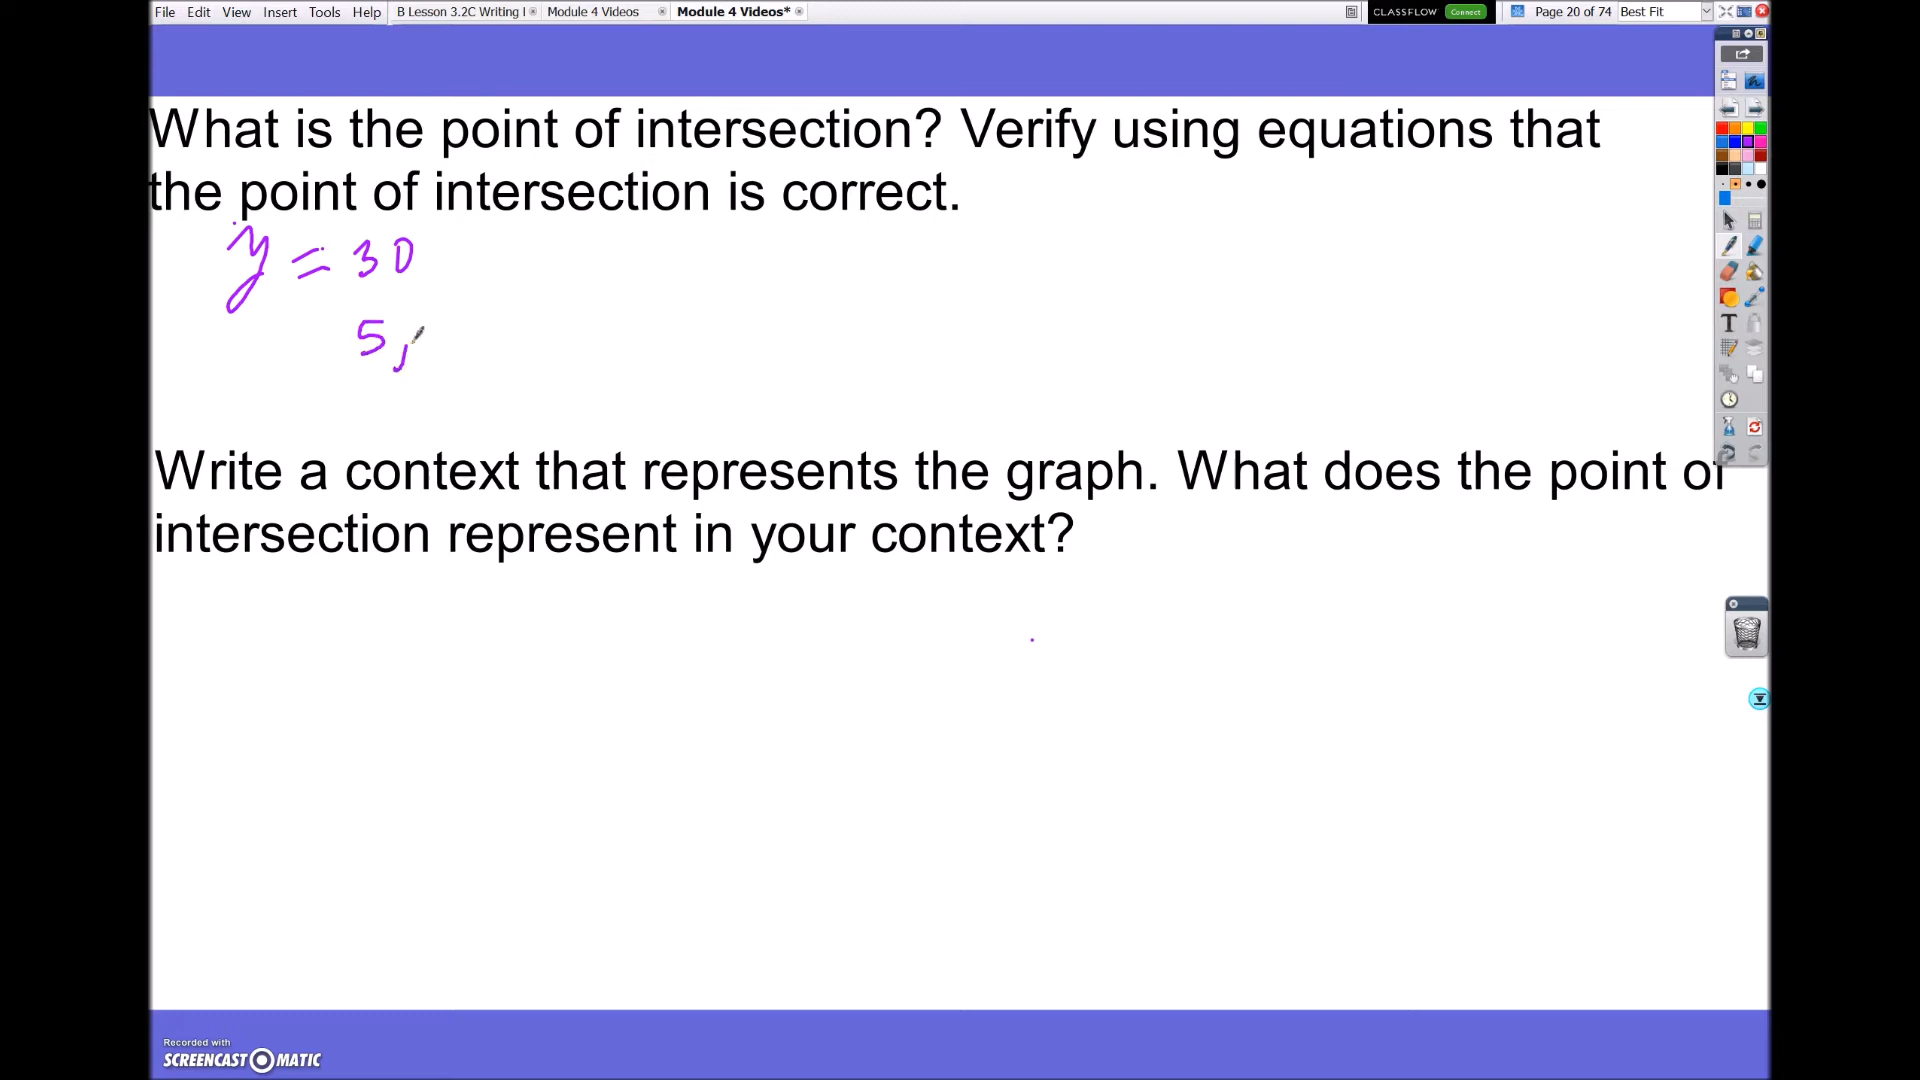 File Edit View Insert Tools Help B Lesson 3.2C Writing I Module 4 Videos Module 4 Videos* CLASSFLOW Connect Page 20 of 74 Best Fit
What is the point of intersection? Verify using equations that
the point of intersection is correct.
y = 30
5,
Write a context that represents the graph. What does the point of
intersection represent in your context?
T
Recorded with
SCREENCAST MATIC